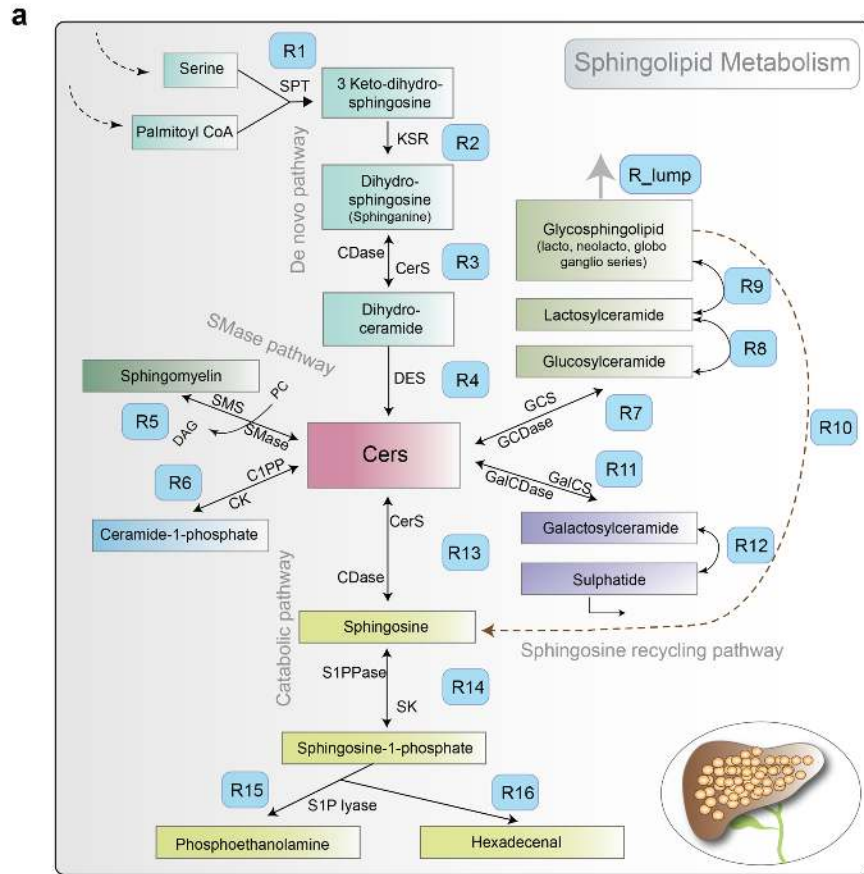 a
Sphingolipid Metabolism
R1
Serine
SPT
Palmitoyl CoA
3 Keto-dihydro-
sphingosine
KSR
R2
De novo pathway
Dihydro-
sphingosine
(Sphinganine)
CDase
CerS
R3
Dihydro-
ceramide
DES
R4
R_lump
Glycosphingolipid
(lacto, neolacto, globo
ganglio series)
R9
Lactosylceramide
R8
Glucosylceramide
SMase pathway
Sphingomyelin
SMS
SMase
PC
DAG
R5
Cers
GCS
GCDase
R7
R10
R6
C1PP
CK
Ceramide-1-phosphate
R11
GalCS
GalCDase
Galactosylceramide
R12
Sulphatide
CerS
R13
CDase
Catabolic pathway
Sphingosine
Sphingosine recycling pathway
S1PPase
R14
SK
Sphingosine-1-phosphate
R15
S1P lyase
R16
Phosphoethanolamine
Hexadecenal